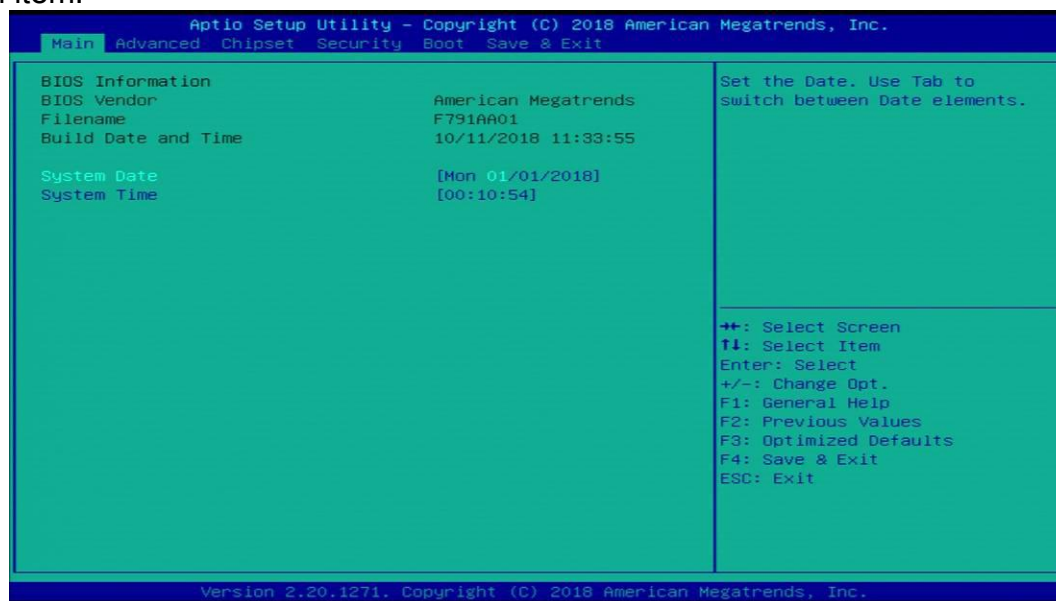 item.
Aptio Setup Utility – Copyright (C) 2018 American Megatrends, Inc.
Main Advanced Chipset Security Boot Save & Exit
BIOS Information
BIOS Vendor American Megatrends
Filename F791AA01
Build Date and Time 10/11/2018 11:33:55
System Date [Mon 01/01/2018]
System Time [00:10:54]
Set the Date. Use Tab to
switch between Date elements.
→←: Select Screen
↑↓: Select Item
Enter: Select
+/-: Change Opt.
F1: General Help
F2: Previous Values
F3: Optimized Defaults
F4: Save & Exit
ESC: Exit
Version 2.20.1271. Copyright (C) 2018 American Megatrends, Inc.